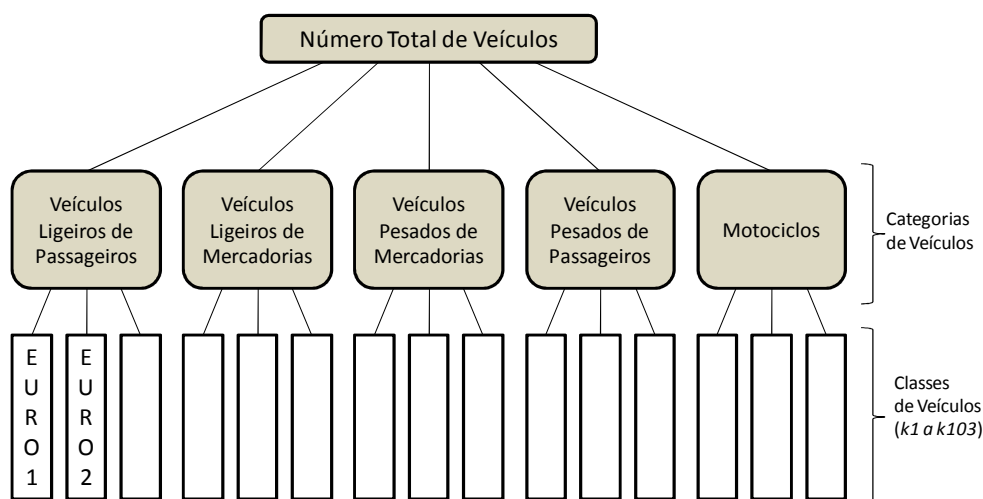 Número Total de Veículos
Veículos
Ligeiros de
Passageiros
Veículos
Ligeiros de
Mercadorias
Veículos
Pesados de
Mercadorias
Veículos
Pesados de
Passageiros
Motociclos
Categorias
de Veículos
E
U
R
O
1
E
U
R
O
2
Classes
de Veículos
(k1 a k103)